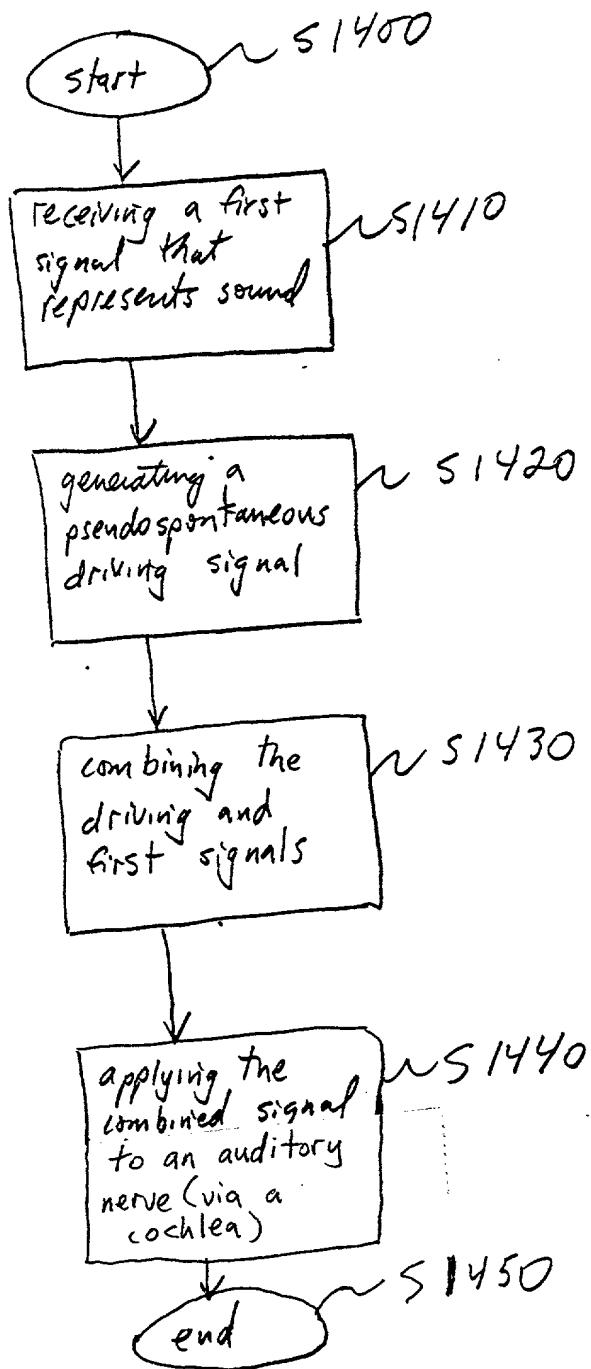 start
S1400
receiving a first
signal that
represents sound
S1410
generating a
pseudospontaneous
driving signal
S1420
combining the
driving and
first signals
S1430
applying the
combined signal
to an auditory
nerve (via a
cochlea)
S1440
end
S1450